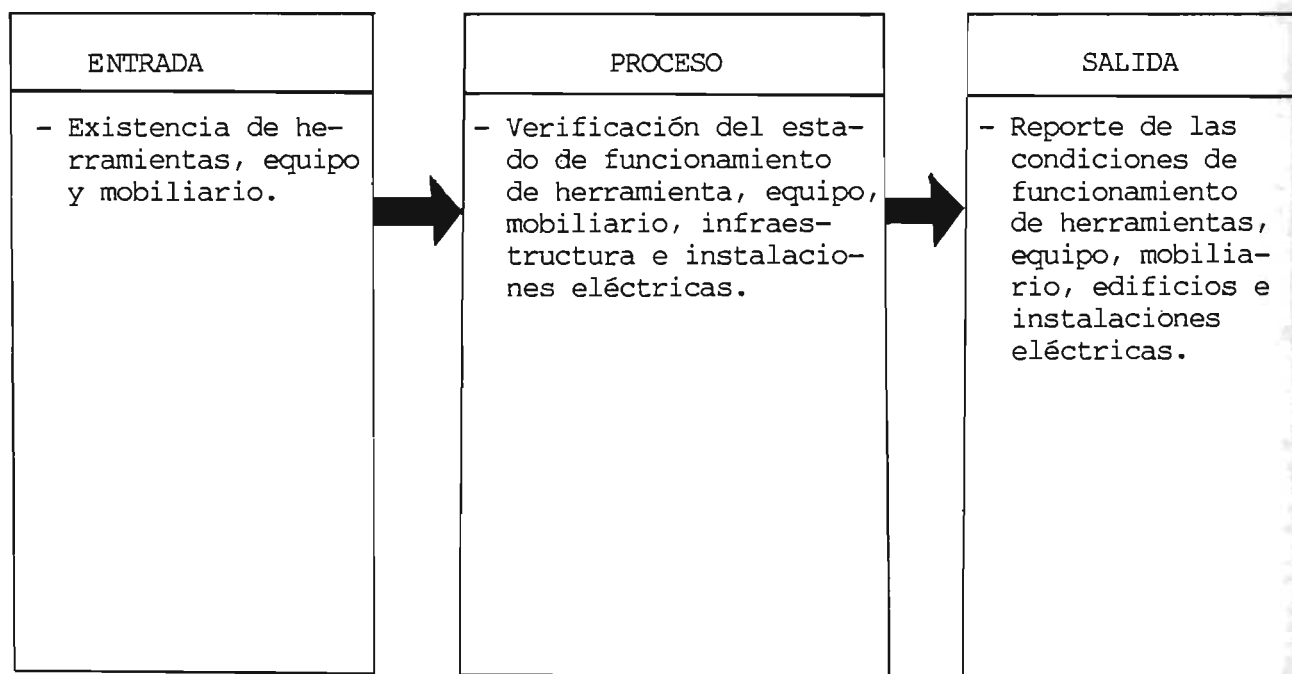 ENTRADA
- Existencia de he-
rramientas, equipo
y mobiliario.
PROCESO
- Verificación del esta-
do de funcionamiento
de herramienta, equipo,
mobiliario, infraes-
tructura e instalacio-
nes eléctricas.
SALIDA
- Reporte de las
condiciones de
funcionamiento
de herramientas,
equipo, mobilia-
rio, edificios e
instalaciones
eléctricas.